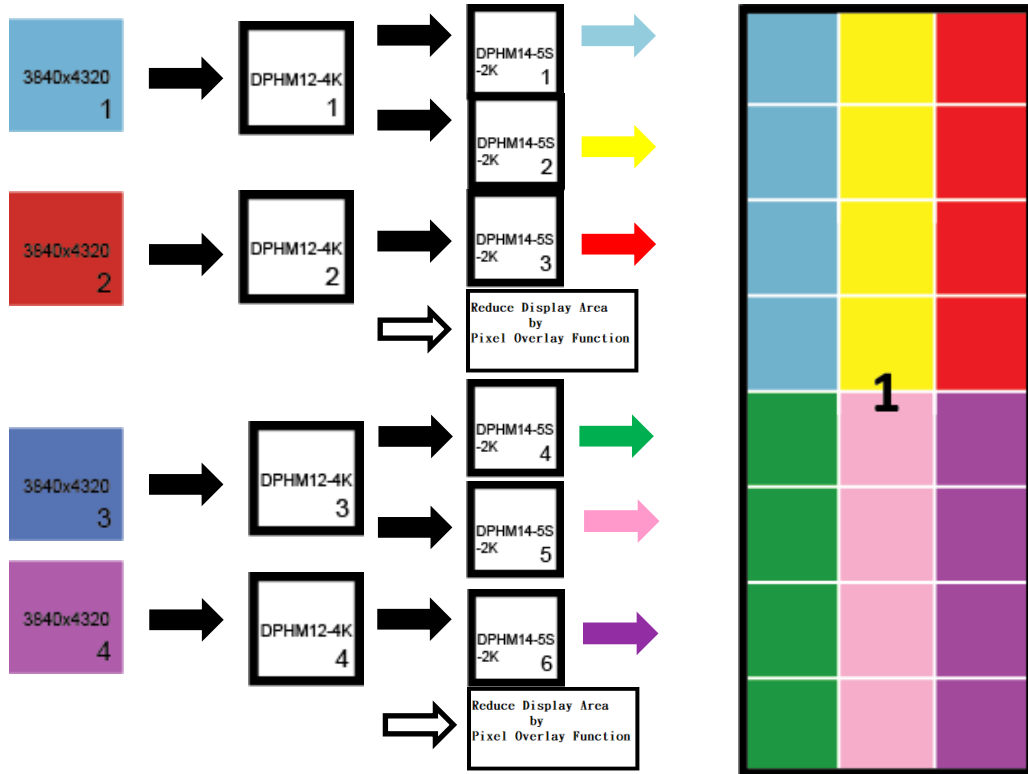 3840x4320
1
DPHM12-4K
1
DPHM14-5S
-2K
1
DPHM14-5S
-2K
2
3840x4320
2
DPHM12-4K
2
DPHM14-5S
-2K
3
Reduce Display Area
by
Pixel Overlay Function
3840x4320
3
DPHM12-4K
3
DPHM14-5S
-2K
4
DPHM14-5S
-2K
5
3840x4320
4
DPHM12-4K
4
DPHM14-5S
-2K
6
Reduce Display Area
by
Pixel Overlay Function
1